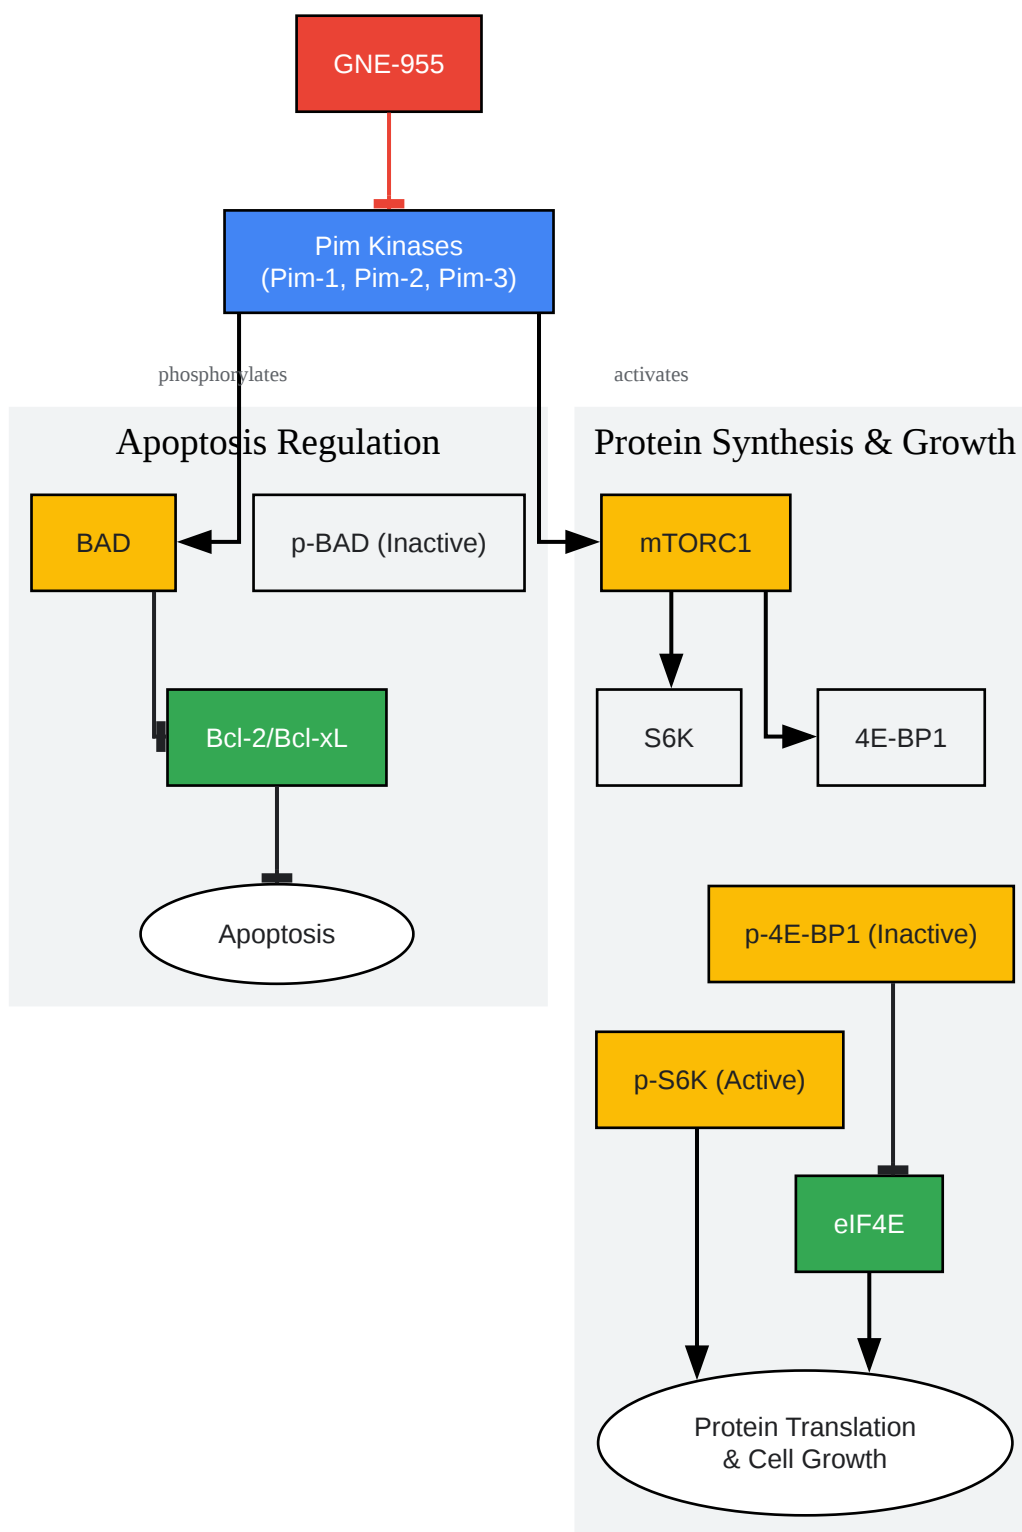 GNE-955
Pim Kinases
(Pim-1, Pim-2, Pim-3)
phosphorylates
activates
Apoptosis Regulation
Protein Synthesis & Growth
BAD
p-BAD (Inactive)
mTORC1
Bcl-2/Bcl-xL
S6K
4E-BP1
Apoptosis
p-4E-BP1 (Inactive)
p-S6K (Active)
eIF4E
Protein Translation
& Cell Growth